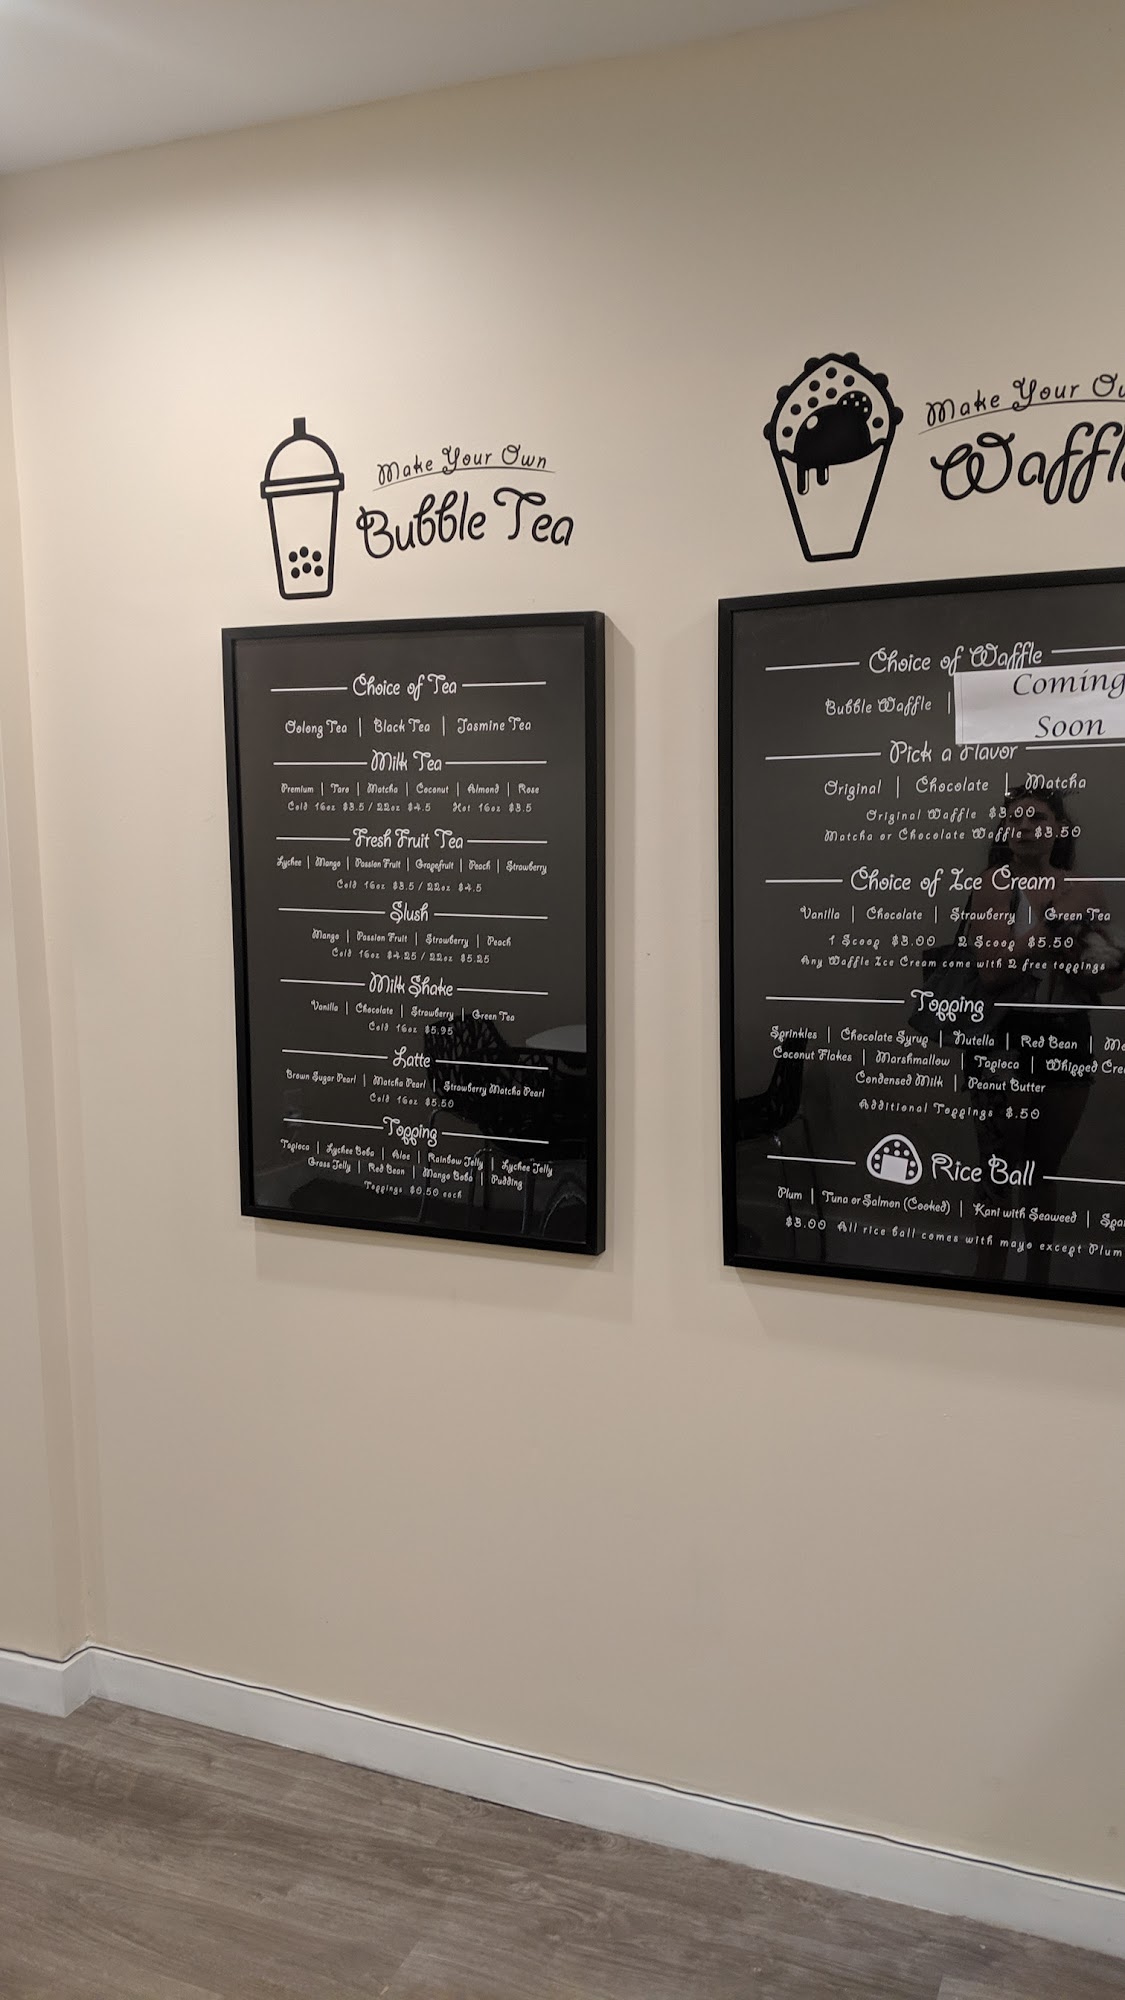 Make Your Own
Bubble Tea
Choice of Tea
Oolong Tea | Black Tea | Jasmine Tea
Milk Tea
Premium | Taro | Matcha | Coconut | Almond | Rose
Cold 16oz $3.5 / 22oz $4.5 Hot 16oz $3.5
Fresh Fruit Tea
Lychee | Mango | Passion Fruit | Grapefruit | Peach | Strawberry
Cold 16oz $3.5 / 22oz $4.5
Slush
Mango | Passion Fruit | Strawberry | Peach
Cold 16oz $4.25 / 22oz $5.25
Milk Shake
Vanilla | Chocolate | Strawberry | Green Tea
Cold 16oz $5.95
Latte
Brown Sugar Pearl | Matcha Pearl | Strawberry Matcha Pearl
Cold 16oz $5.50
Topping
Tapioca | Lychee Boba | Aloe | Rainbow Jelly | Lychee Jelly
Grass Jelly | Red Bean | Mango Boba | Pudding
Toppings $0.50 each
Make Your
Waffl
Choice of Waffle
Bubble Waffle |
Coming
Soon
Pick a Flavor
Original | Chocolate | Matcha
Original Waffle $3.00
Matcha or Chocolate Waffle $3.50
Choice of Ice Cream
Vanilla | Chocolate | Strawberry | Green Tea
1 Scoop $3.00 2 Scoop $5.50
Any Waffle Ice Cream come with 2 free toppings
Topping
Sprinkles | Chocolate Syrup | Nutella | Red Bean |
Coconut Flakes | Marshmallow | Tapioca | Whipped
Condensed Milk | Peanut Butter
Additional Toppings $.50
Rice Ball
Plum | Tuna or Salmon (Cooked) | Kani with Seaweed |
$3.00 All rice ball comes with mayo except Plum